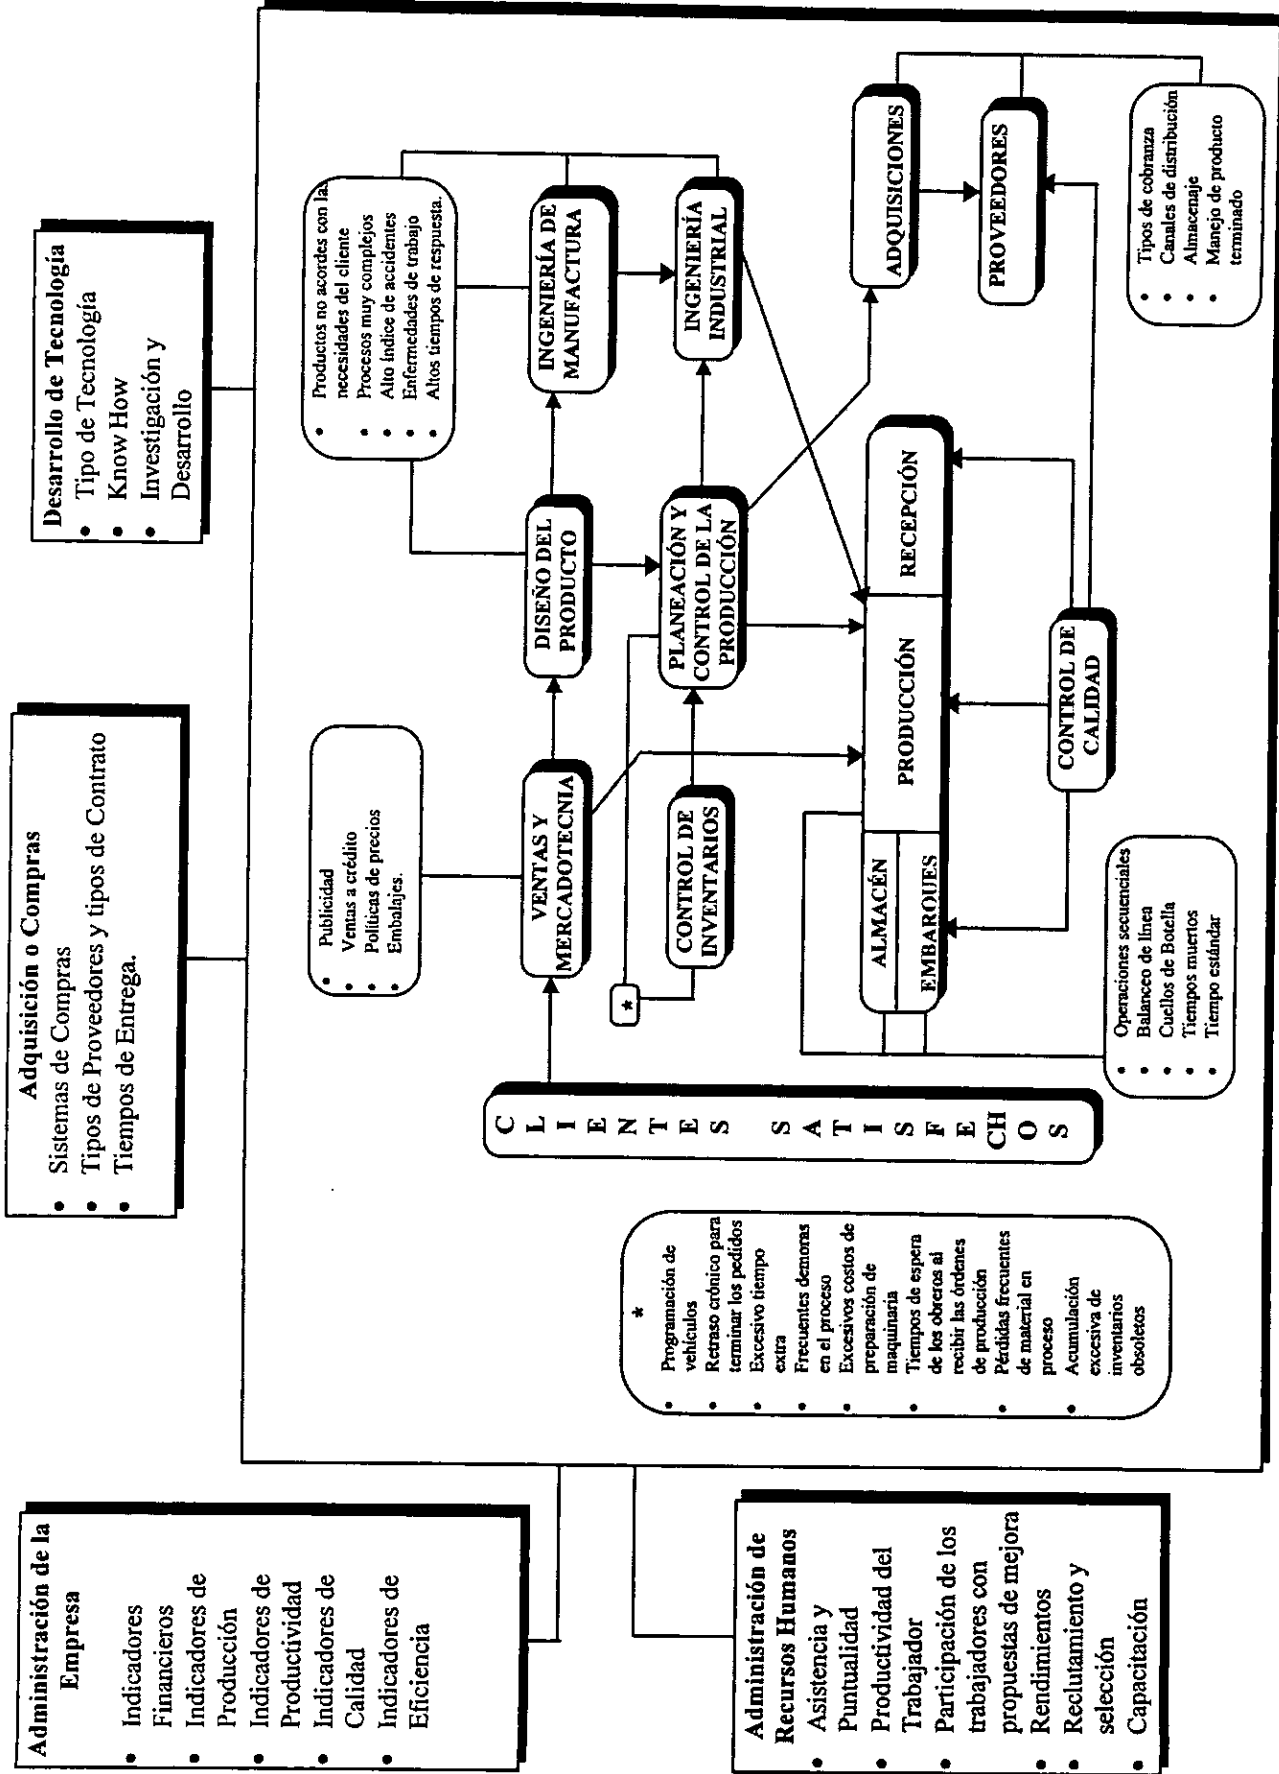 Administración de la
Empresa
• Indicadores
Financieros
• Indicadores de
Producción
• Indicadores de
Productividad
• Indicadores de
Calidad
• Indicadores de
Eficiencia
Adquisición o Compras
• Sistemas de Compras
• Tipos de Proveedores y tipos de Contrato
• Tiempos de Entrega.
Desarrollo de Tecnología
• Tipo de Tecnología
• Know How
• Investigación y
Desarrollo
Administración de
Recursos Humanos
• Asistencia y
Puntualidad
• Productividad del
Trabajador
• Participación de los
trabajadores con
propuestas de mejora
• Rendimientos
• Reclutamiento y
selección
• Capacitación
*
• Programación de
vehículos
• Retraso crónico para
terminar los pedidos
• Excesivo tiempo
extra
• Frecuentes demoras
en el proceso
• Excesivos costos de
preparación de
maquinaria
• Tiempos de espera
de los obreros al
recibir las órdenes
de producción
• Pérdidas frecuentes
de material en
proceso
• Acumulación
excesiva de
inventarios
obsoletos
C
L
I
E
N
T
E
S
S
A
T
I
S
F
E
CH
O
S
• Publicidad
• Ventas a crédito
• Políticas de precios
• Embalajes.
• Productos no acordes con las
necesidades del cliente
• Procesos muy complejos
• Alto índice de accidentes
• Enfermedades de trabajo
• Altos tiempos de respuesta.
VENTAS Y
MERCADOTECNIA
DISEÑO DEL
PRODUCTO
INGENIERÍA DE
MANUFACTURA
*
CONTROL DE
INVENTARIOS
PLANEACIÓN Y
CONTROL DE LA
PRODUCCIÓN
INGENIERÍA
INDUSTRIAL
ALMACÉN
EMBARQUES
PRODUCCIÓN
RECEPCIÓN
ADQUISICIONES
PROVEEDORES
CONTROL DE
CALIDAD
• Operaciones secuenciales
• Balanceo de línea
• Cuellos de Botella
• Tiempos muertos
• Tiempo estándar
• Tipos de cobranza
• Canales de distribución
• Almacenaje
• Manejo de producto
terminado